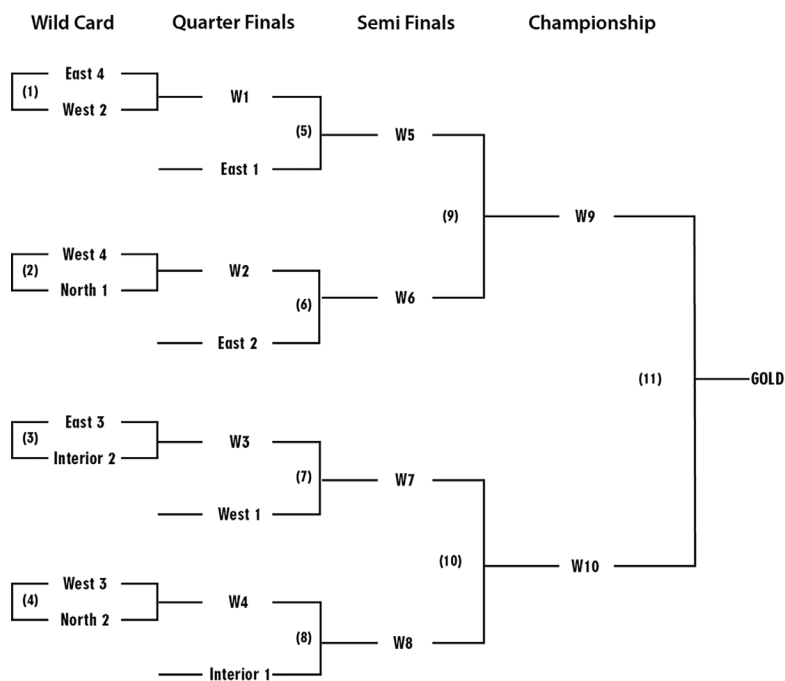 Wild Card Quarter Finals Semi Finals Championship
East 4
(1)
West 2
W1
(5)
East 1
W5
West 4
(2)
North 1
W2
(6)
East 2
W6
(9)
W9
East 3
(3)
Interior 2
W3
(7)
West 1
W7
West 3
(4)
North 2
W4
(8)
Interior 1
W8
(10)
W10
(11)
GOLD